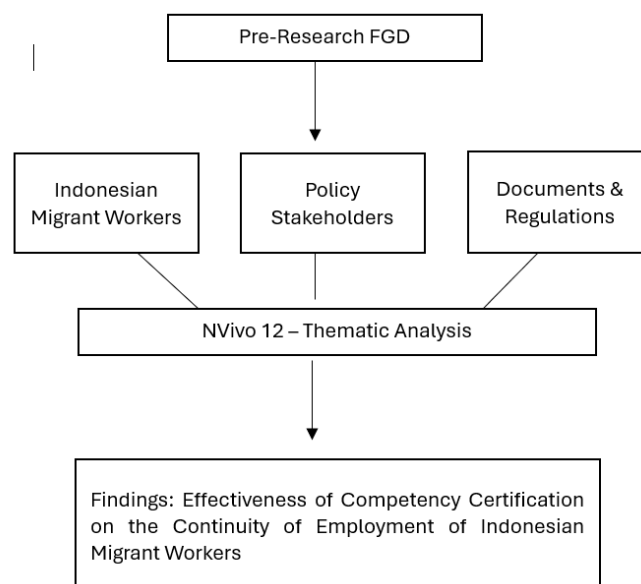 Pre-Research FGD
Indonesian
Migrant Workers
Policy
Stakeholders
Documents &
Regulations
NVivo 12 – Thematic Analysis
Findings: Effectiveness of Competency Certification
on the Continuity of Employment of Indonesian
Migrant Workers